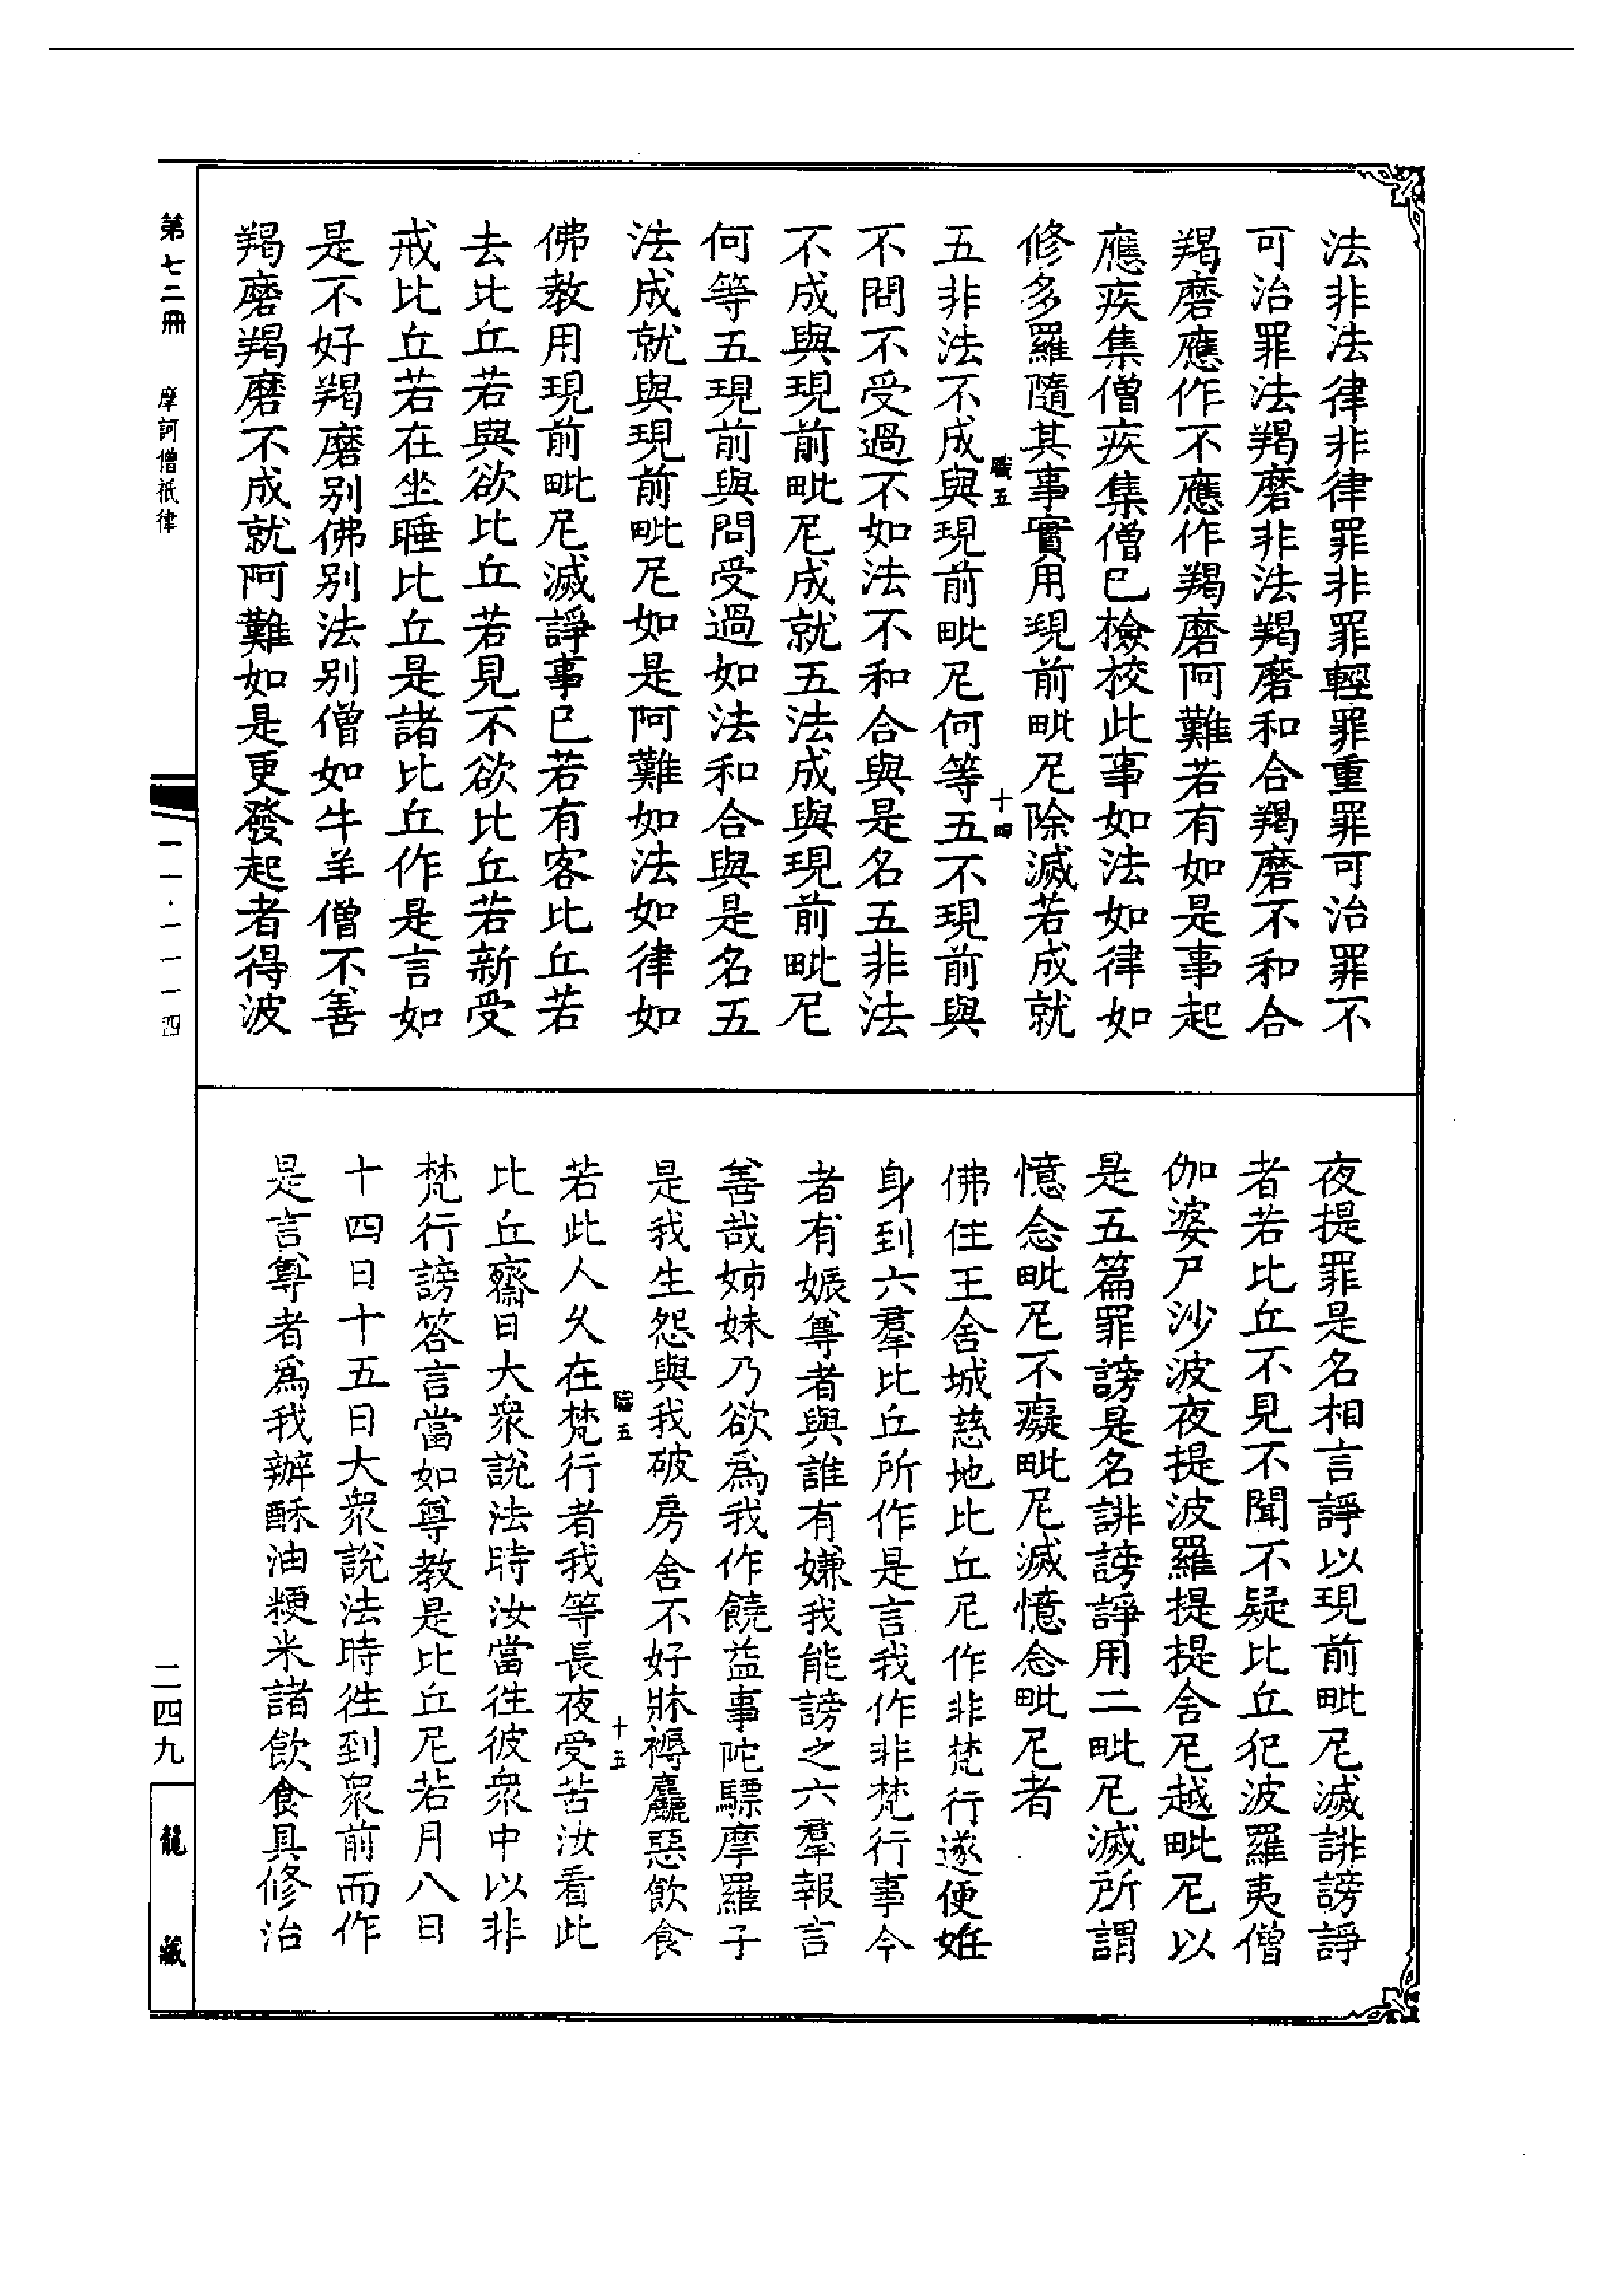 法非法律非律罪非罪輕罪重罪可治罪不
可治罪法羯磨非法羯磨和合羯磨不和合
羯磨應作不應作羯磨阿難若有如是事起
應疾集僧疾集僧已檢校此事如法如律如
修多羅隨其事實用現前毗尼除滅若成就
職五
十四
五非法不成與現前毗尼何等五不現前與
不問不受過不如法不和合與是名五非法
不成與現前毗尼成就五法成與現前毗尼
何等五現前與問受過如法和合與是名五
法成就與現前毗尼如是阿難如法如律如
佛教用現前毗尼滅諍事已若有客比丘若
去比丘若與欲比丘若見不欲比丘若新受
戒比丘若在坐睡比丘是諸比丘作是言如
是不好羯磨別佛別法別僧如牛羊僧不善
羯磨羯磨不成就阿難如是更發起者得波
夜提罪是名相言諍以現前毗尼滅誹謗諍
者若比丘不見不聞不疑比丘犯波羅夷僧
伽婆尸沙波夜提波羅提提舍尼越毗尼以
是五篇罪謗是名誹謗諍用二毗尼滅所謂
憶念毗尼不癡毗尼滅憶念毗尼者
佛住王舍城慈地比丘尼作非梵行遂便姙
身到六羣比丘所作是言我作非梵行事今
者有娠尊者與誰有嫌我能謗之六羣報言
善哉姊妹乃欲爲我作饒益事陀驃摩羅子
是我生怨與我破房舍不好牀褥麤惡飲食
職五
十五
若此人久在梵行者我等長夜受苦汝看此
比丘齋日大衆說法時汝當往彼衆中以非
梵行謗答言當如尊教是比丘尼若月八日
十四日十五日大衆說法時往到衆前而作
是言尊者爲我辦酥油粳米諸飲食具修治
第七二冊
摩訶僧祇律
一一·一一一四
二四九
龍藏